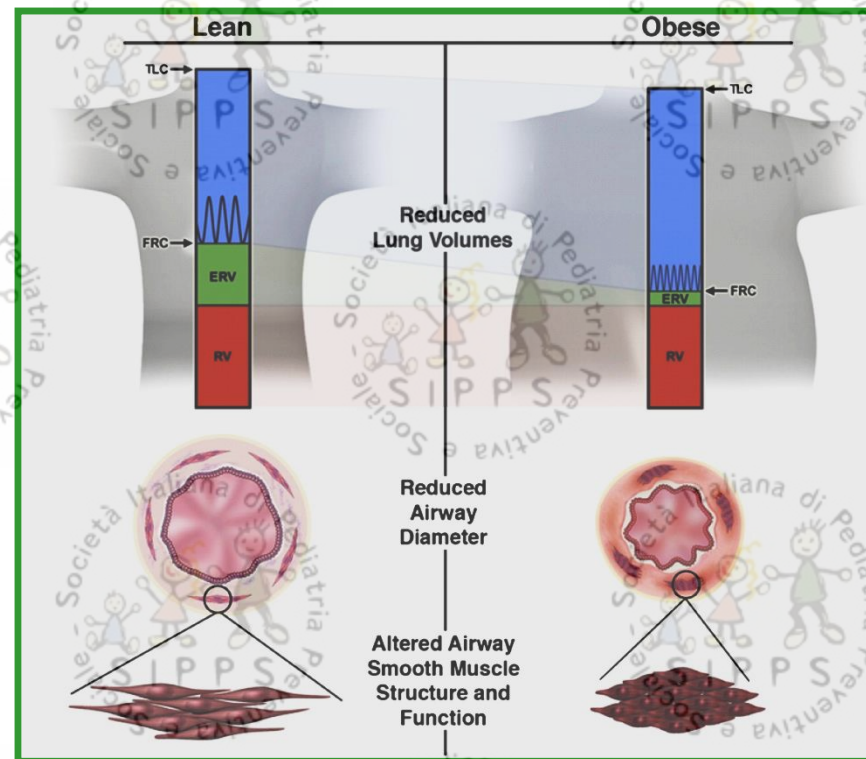 Lean
Obese
TLC
TLC
Reduced
Lung Volumes
FRC
FRC
ERV
ERV
RV
RV
Reduced
Airway
Diameter
Altered Airway
Smooth Muscle
Structure and
Function
Società Italiana di Pediatria Preventiva e Sociale -
SIPPS